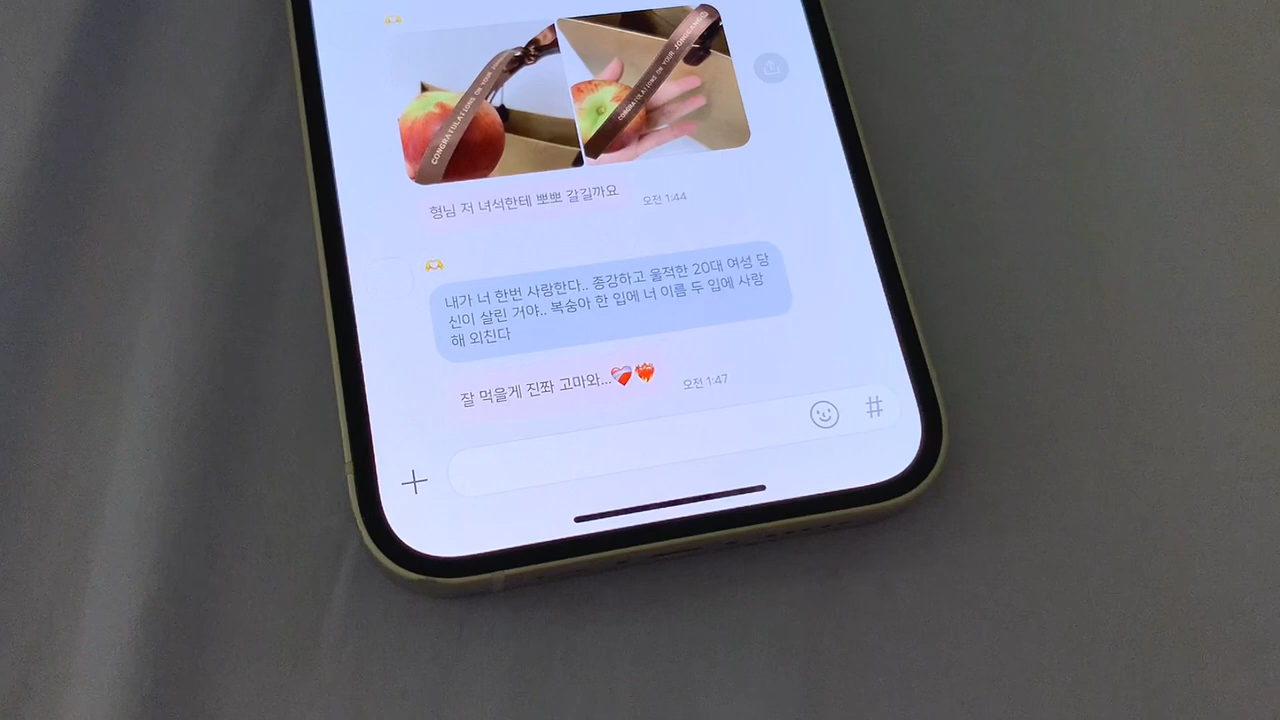 CONGRATULATIONS ON YOUR
CONGRATULATIONS ON YOUR JONGGANG
형님 저 녀석한테 뽀뽀 갈길까요
오전 1:44
내가 너 한번 사랑한다.. 종강하고 울적한 20대 여성 당
신이 살린 거야.. 복숭아 한 입에 너 이름 두 입에 사랑
해 외친다
잘 먹을게 진쫘 고마와...❤️‍🩹❤️‍🔥
오전 1:47